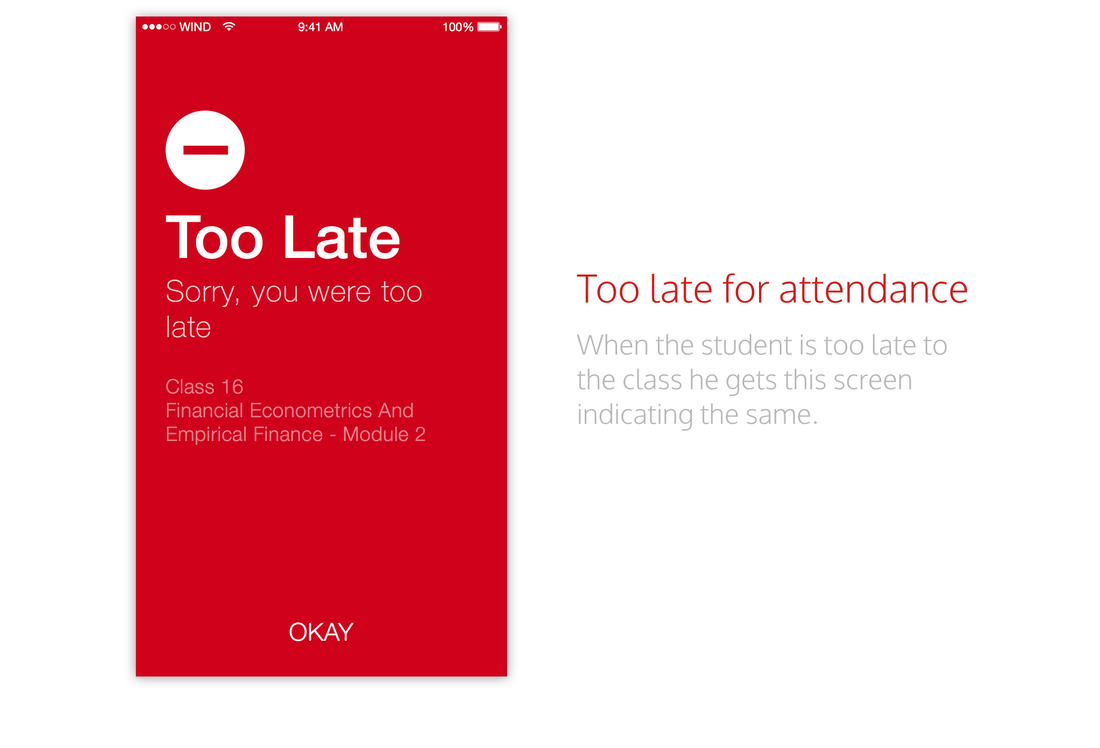 WIND 9:41 AM 100%
Too Late
Sorry, you were too
late
Class 16
Financial Econometrics And
Empirical Finance - Module 2
OKAY
Too late for attendance
When the student is too late to
the class he gets this screen
indicating the same.